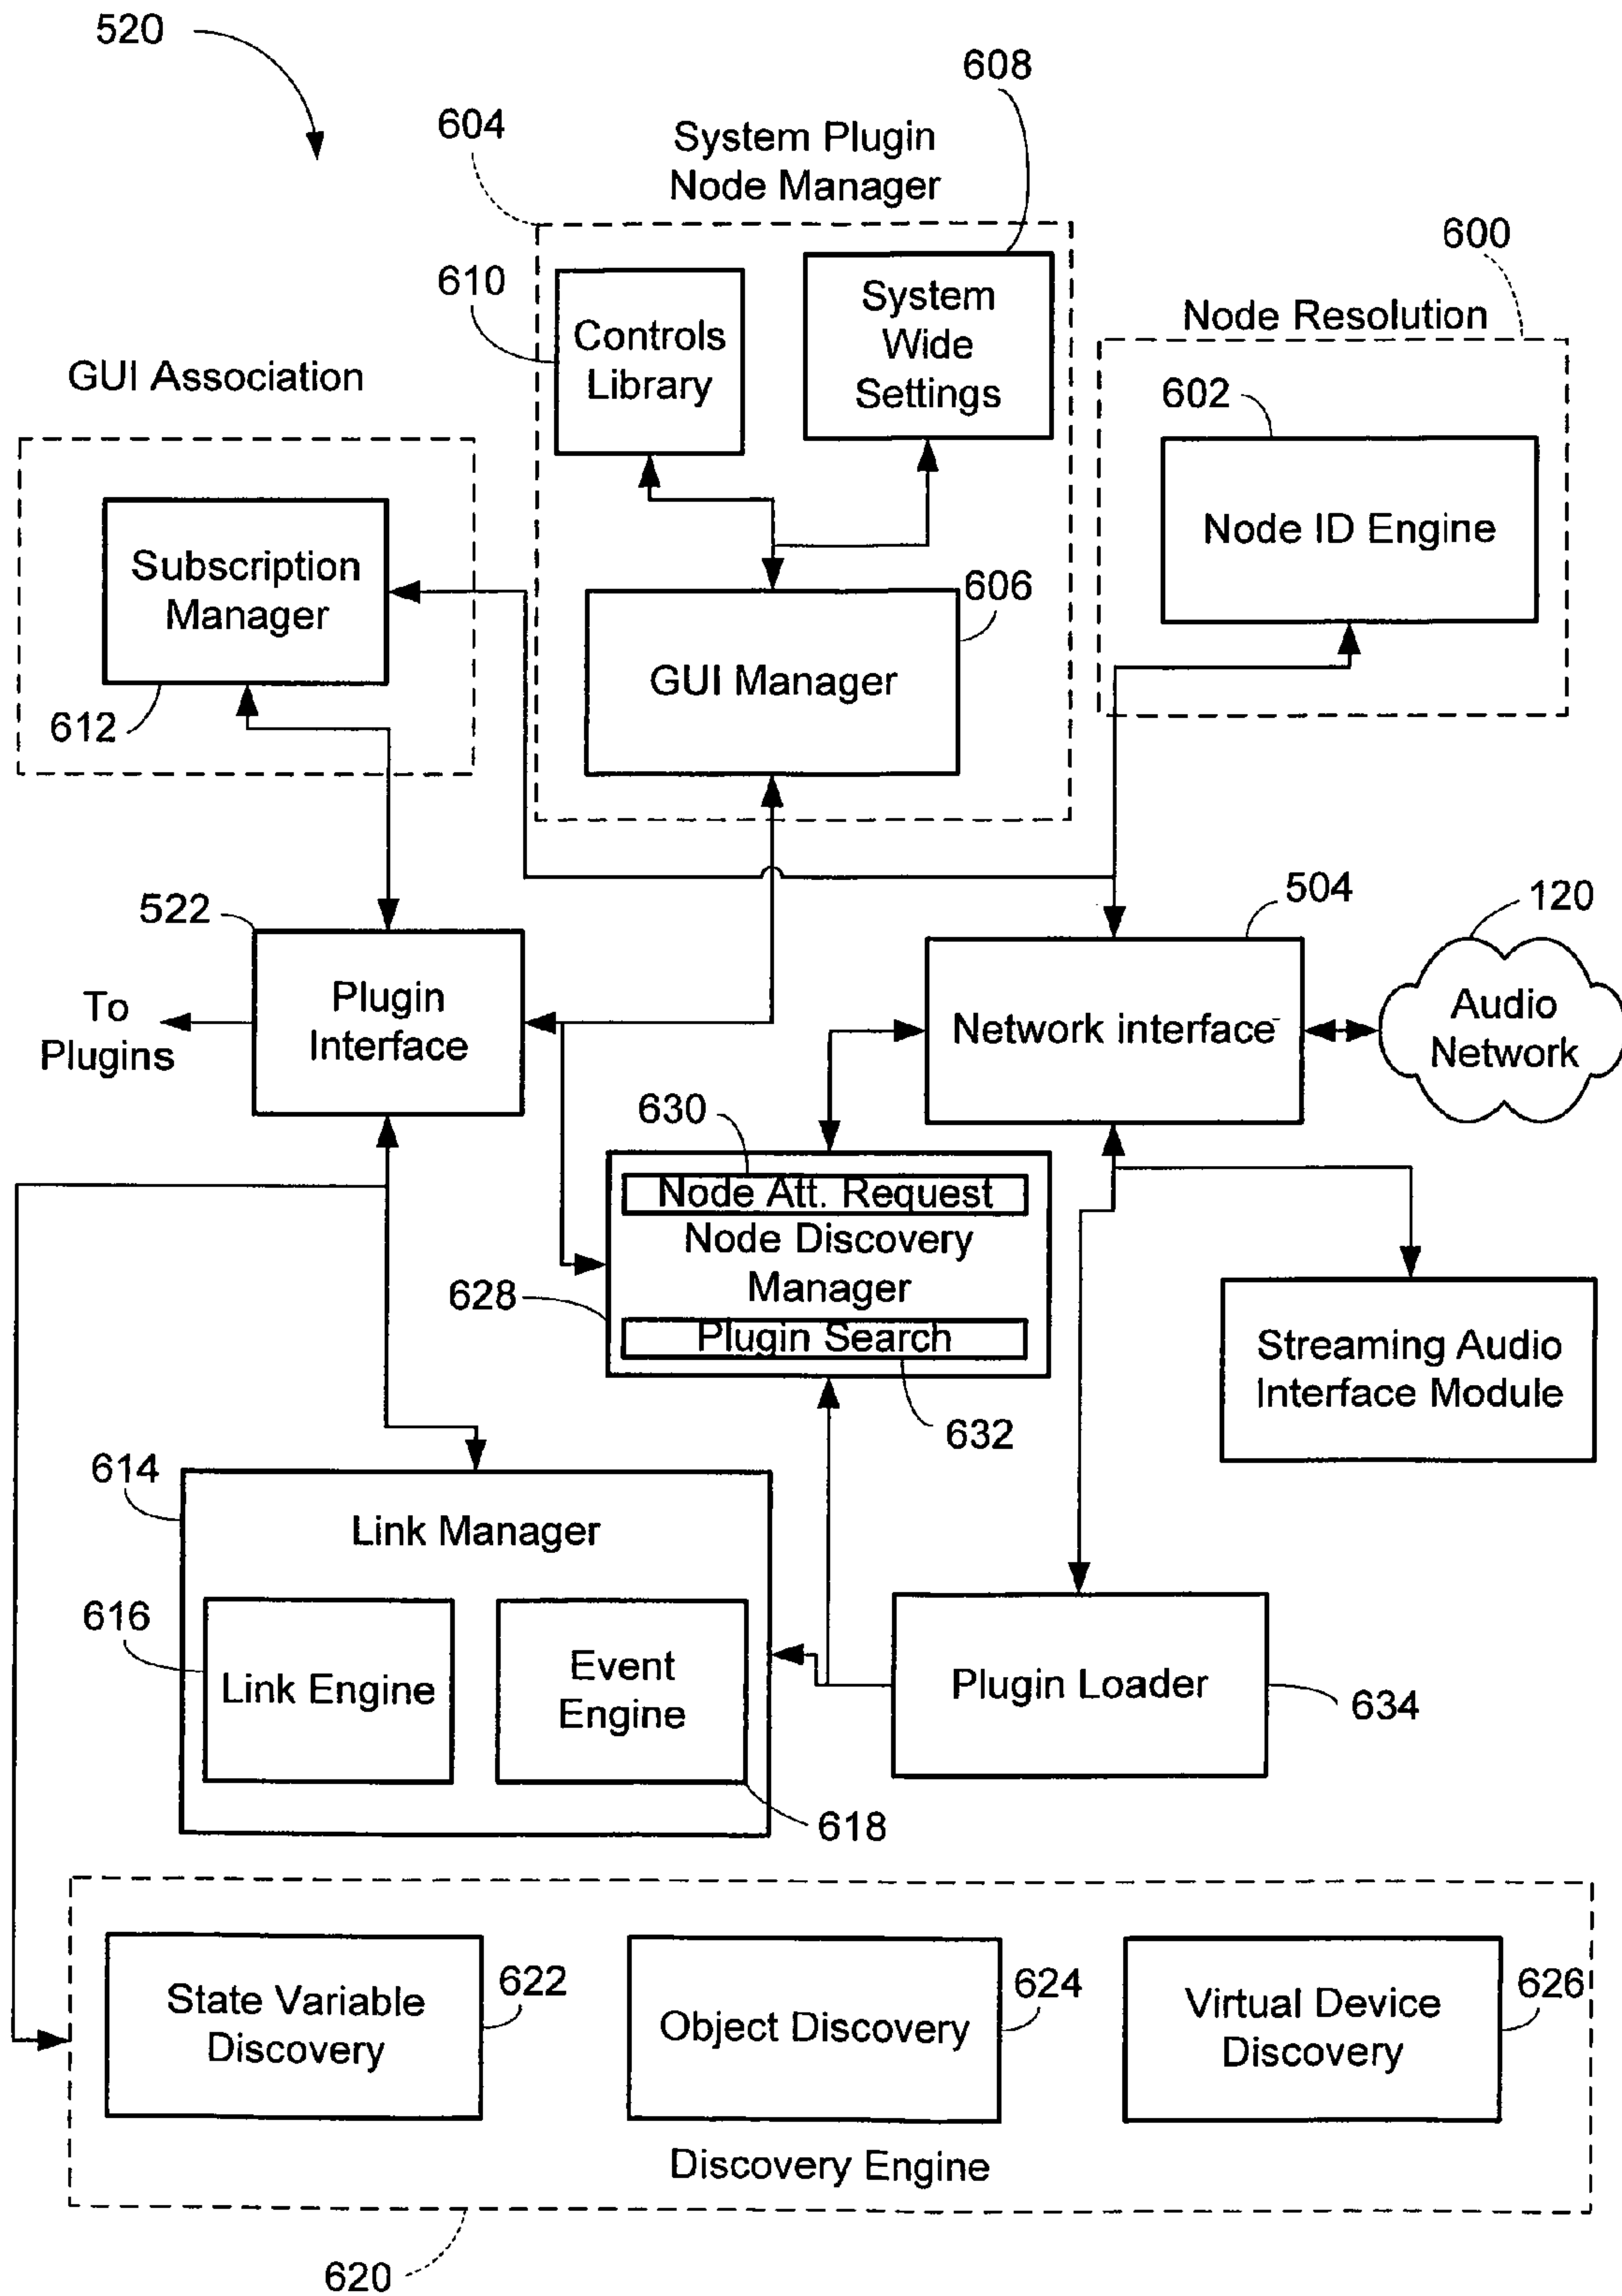 520
608
604
System Plugin
Node Manager
600
610
Controls
Library
System
Wide
Settings
Node Resolution
GUI Association
602
Node ID Engine
Subscription
Manager
606
GUI Manager
612
522
504
120
To
Plugins
Plugin
Interface
Network interface
Audio
Network
630
Node Att. Request
Node Discovery
Manager
628
Plugin Search
Streaming Audio
Interface Module
632
614
Link Manager
616
Link Engine
Event
Engine
Plugin Loader
634
618
State Variable
Discovery
622
Object Discovery
624
Virtual Device
Discovery
626
Discovery Engine
620